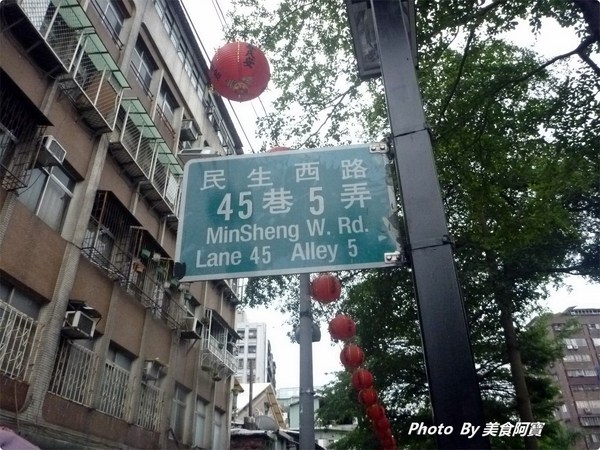 民生西路
45巷5弄
MinSheng W. Rd.
Lane 45 Alley 5
Photo By 美食阿寶